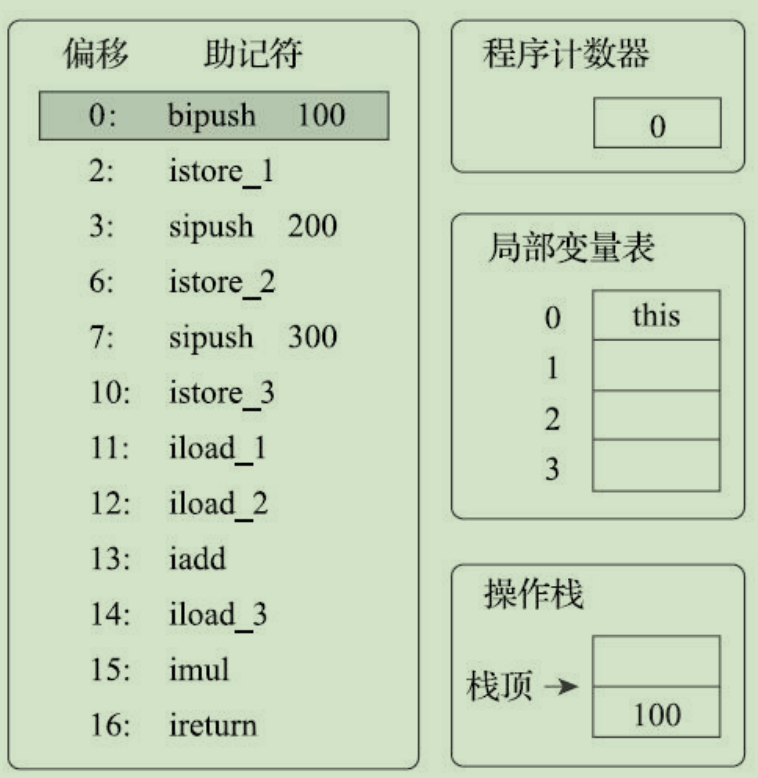 偏移 助记符
0: bipush 100
2: istore_1
3: sipush 200
6: istore_2
7: sipush 300
10: istore_3
11: iload_1
12: iload_2
13: iadd
14: iload_3
15: imul
16: ireturn
程序计数器
0
局部变量表
0 this
1
2
3
操作栈
栈顶
100